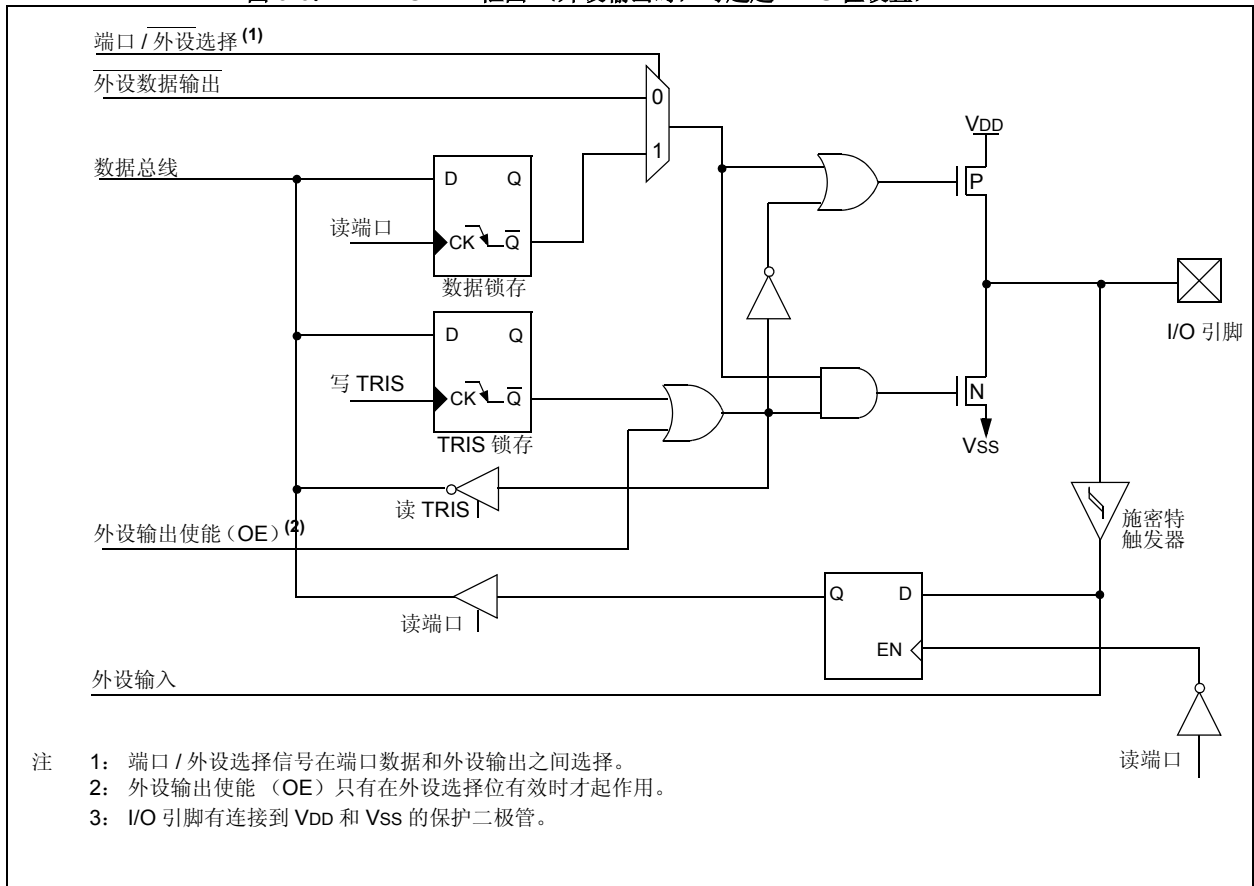 端口 / 外设选择 (1)
外设数据输出
0
1
VDD
P
数据总线
D Q
读端口
CK Q
数据锁存
I/O 引脚
D Q
写 TRIS
CK Q
TRIS 锁存
N
VSS
读 TRIS
施密特
触发器
外设输出使能（OE）(2)
Q D
读端口
EN
外设输入
读端口
注 1： 端口 / 外设选择信号在端口数据和外设输出之间选择。
2： 外设输出使能 （OE）只有在外设选择位有效时才起作用。
3： I/O 引脚有连接到 VDD 和 VSS 的保护二极管。